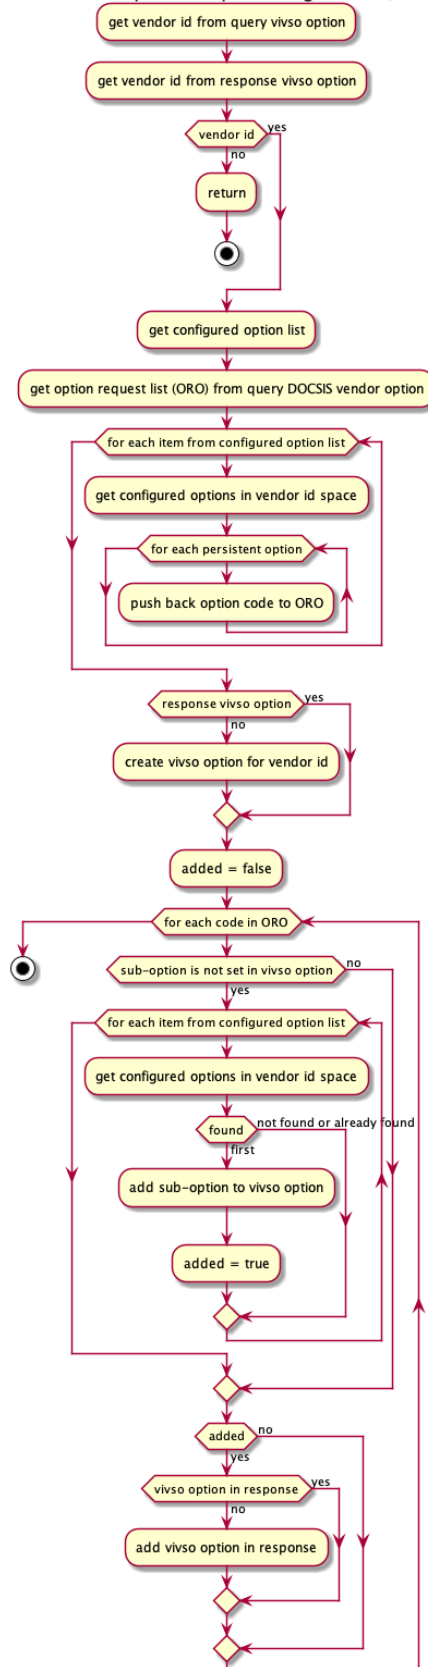 get vendor id from query vivso option
get vendor id from response vivso option
vendor id
yes
no
return
get configured option list
get option request list (ORO) from query DOCSIS vendor option
for each item from configured option list
get configured options in vendor id space
for each persistent option
push back option code to ORO
response vivso option
yes
no
create vivso option for vendor id
added = false
for each code in ORO
sub-option is not set in vivso option
no
yes
for each item from configured option list
get configured options in vendor id space
found
not found or already found
first
add sub-option to vivso option
added = true
added
no
yes
vivso option in response
yes
no
add vivso option in response